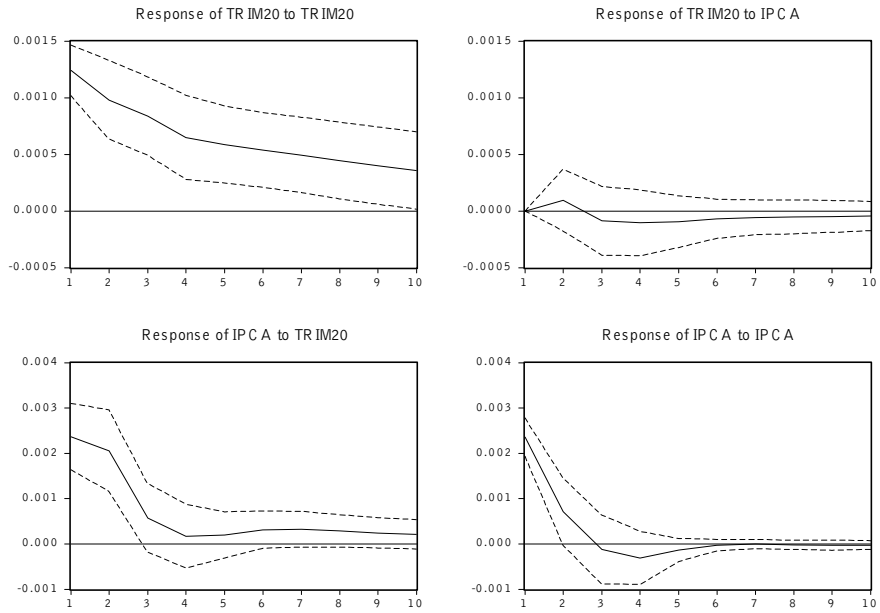 Response of TRIM20 to TRIM20
0.0015
0.0010
0.0005
0.0000
-0.0005
1 2 3 4 5 6 7 8 9 10
Response of TRIM20 to IPCA
0.0015
0.0010
0.0005
0.0000
-0.0005
1 2 3 4 5 6 7 8 9 10
Response of IPCA to TRIM20
0.004
0.003
0.002
0.001
0.000
-0.001
1 2 3 4 5 6 7 8 9 10
Response of IPCA to IPCA
0.004
0.003
0.002
0.001
0.000
-0.001
1 2 3 4 5 6 7 8 9 10